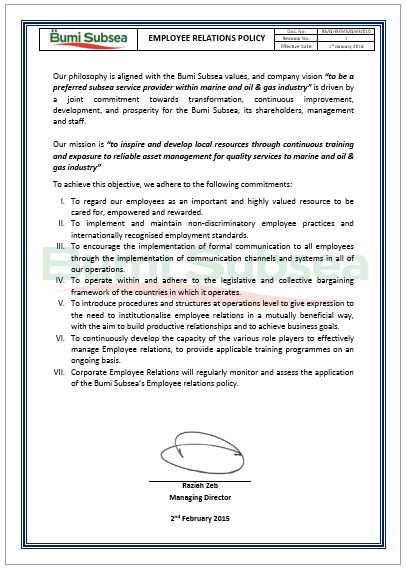 Bumi Subsea
EMPLOYEE RELATIONS POLICY
Doc. No.
Revision No.: 1
Effective Date: 1st January 2016
Our philosophy is aligned with the Bumi Subsea values, and company vision "to be a
preferred subsea service provider within marine and oil & gas industry" is driven by
a joint commitment towards transformation, continuous improvement,
development, and prosperity for the Bumi Subsea, its shareholders, management
and staff.
Our mission is "to inspire and develop local resources through continuous training
and exposure to reliable asset management for quality services to marine and oil &
gas industry"
To achieve this objective, we adhere to the following commitments:
I. To regard our employees as an important and highly valued resource to be
cared for, empowered and rewarded.
II. To implement and maintain non-discriminatory employee practices and
internationally recognised employment standards.
III. To encourage the implementation of formal communication to all employees
through the implementation of communication channels and systems in all of
our operations.
IV. To operate within and adhere to the legislative and collective bargaining
framework of the countries in which it operates.
V. To introduce procedures and structures at operations level to give expression to
the need to institutionalise employee relations in a mutually beneficial way,
with the aim to build productive relationships and to achieve business goals.
VI. To continuously develop the capacity of the various role players to effectively
manage Employee relations, to provide applicable training programmes on an
ongoing basis.
VII. Corporate Employee Relations will regularly monitor and assess the application
of the Bumi Subsea's Employee relations policy.
Bumi Subsea
Raziah Zeb
Managing Director
2nd February 2015